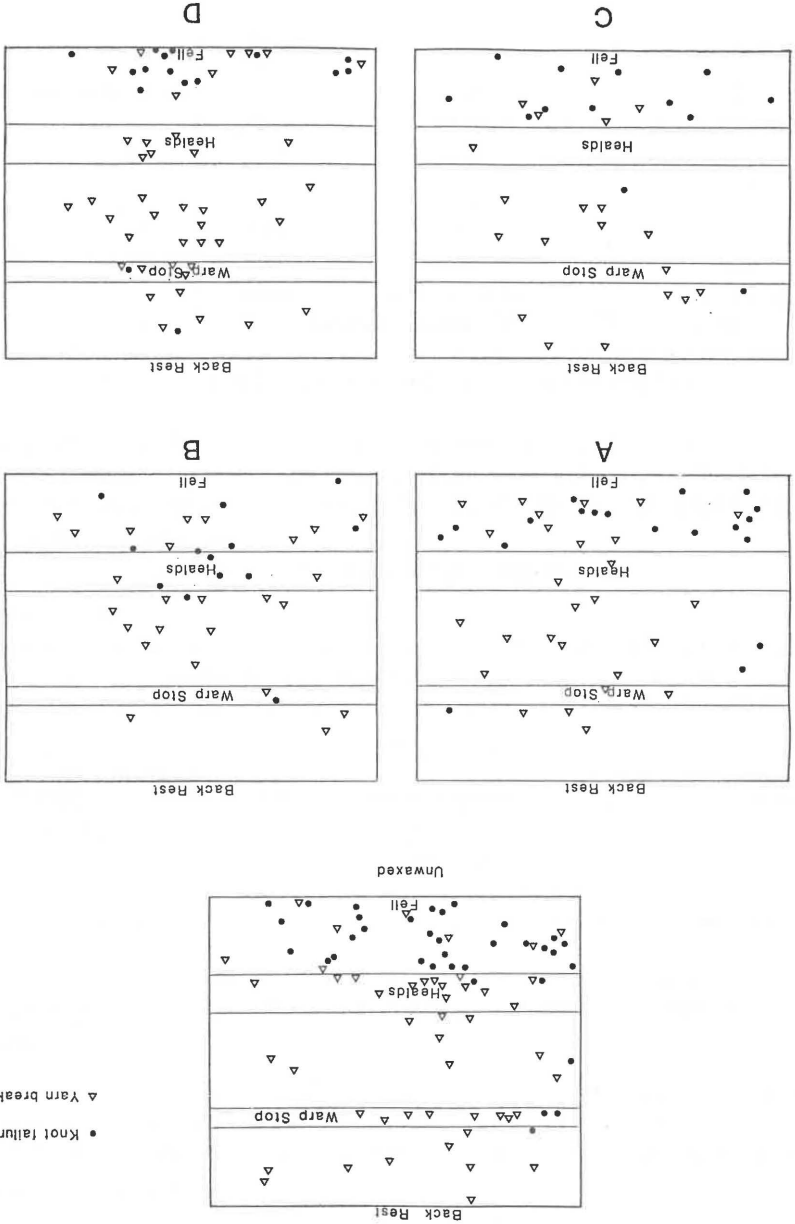 Knot failur
Yarn break
Back Rest
Warp Stop
Healds
Fell
Unwaxed
Back Rest
Warp Stop
Healds
Fell
A
Back Rest
Warp Stop
Healds
Fell
B
Back Rest
Warp Stop
Healds
Fell
C
Back Rest
Warp Stop
Healds
Fell
D